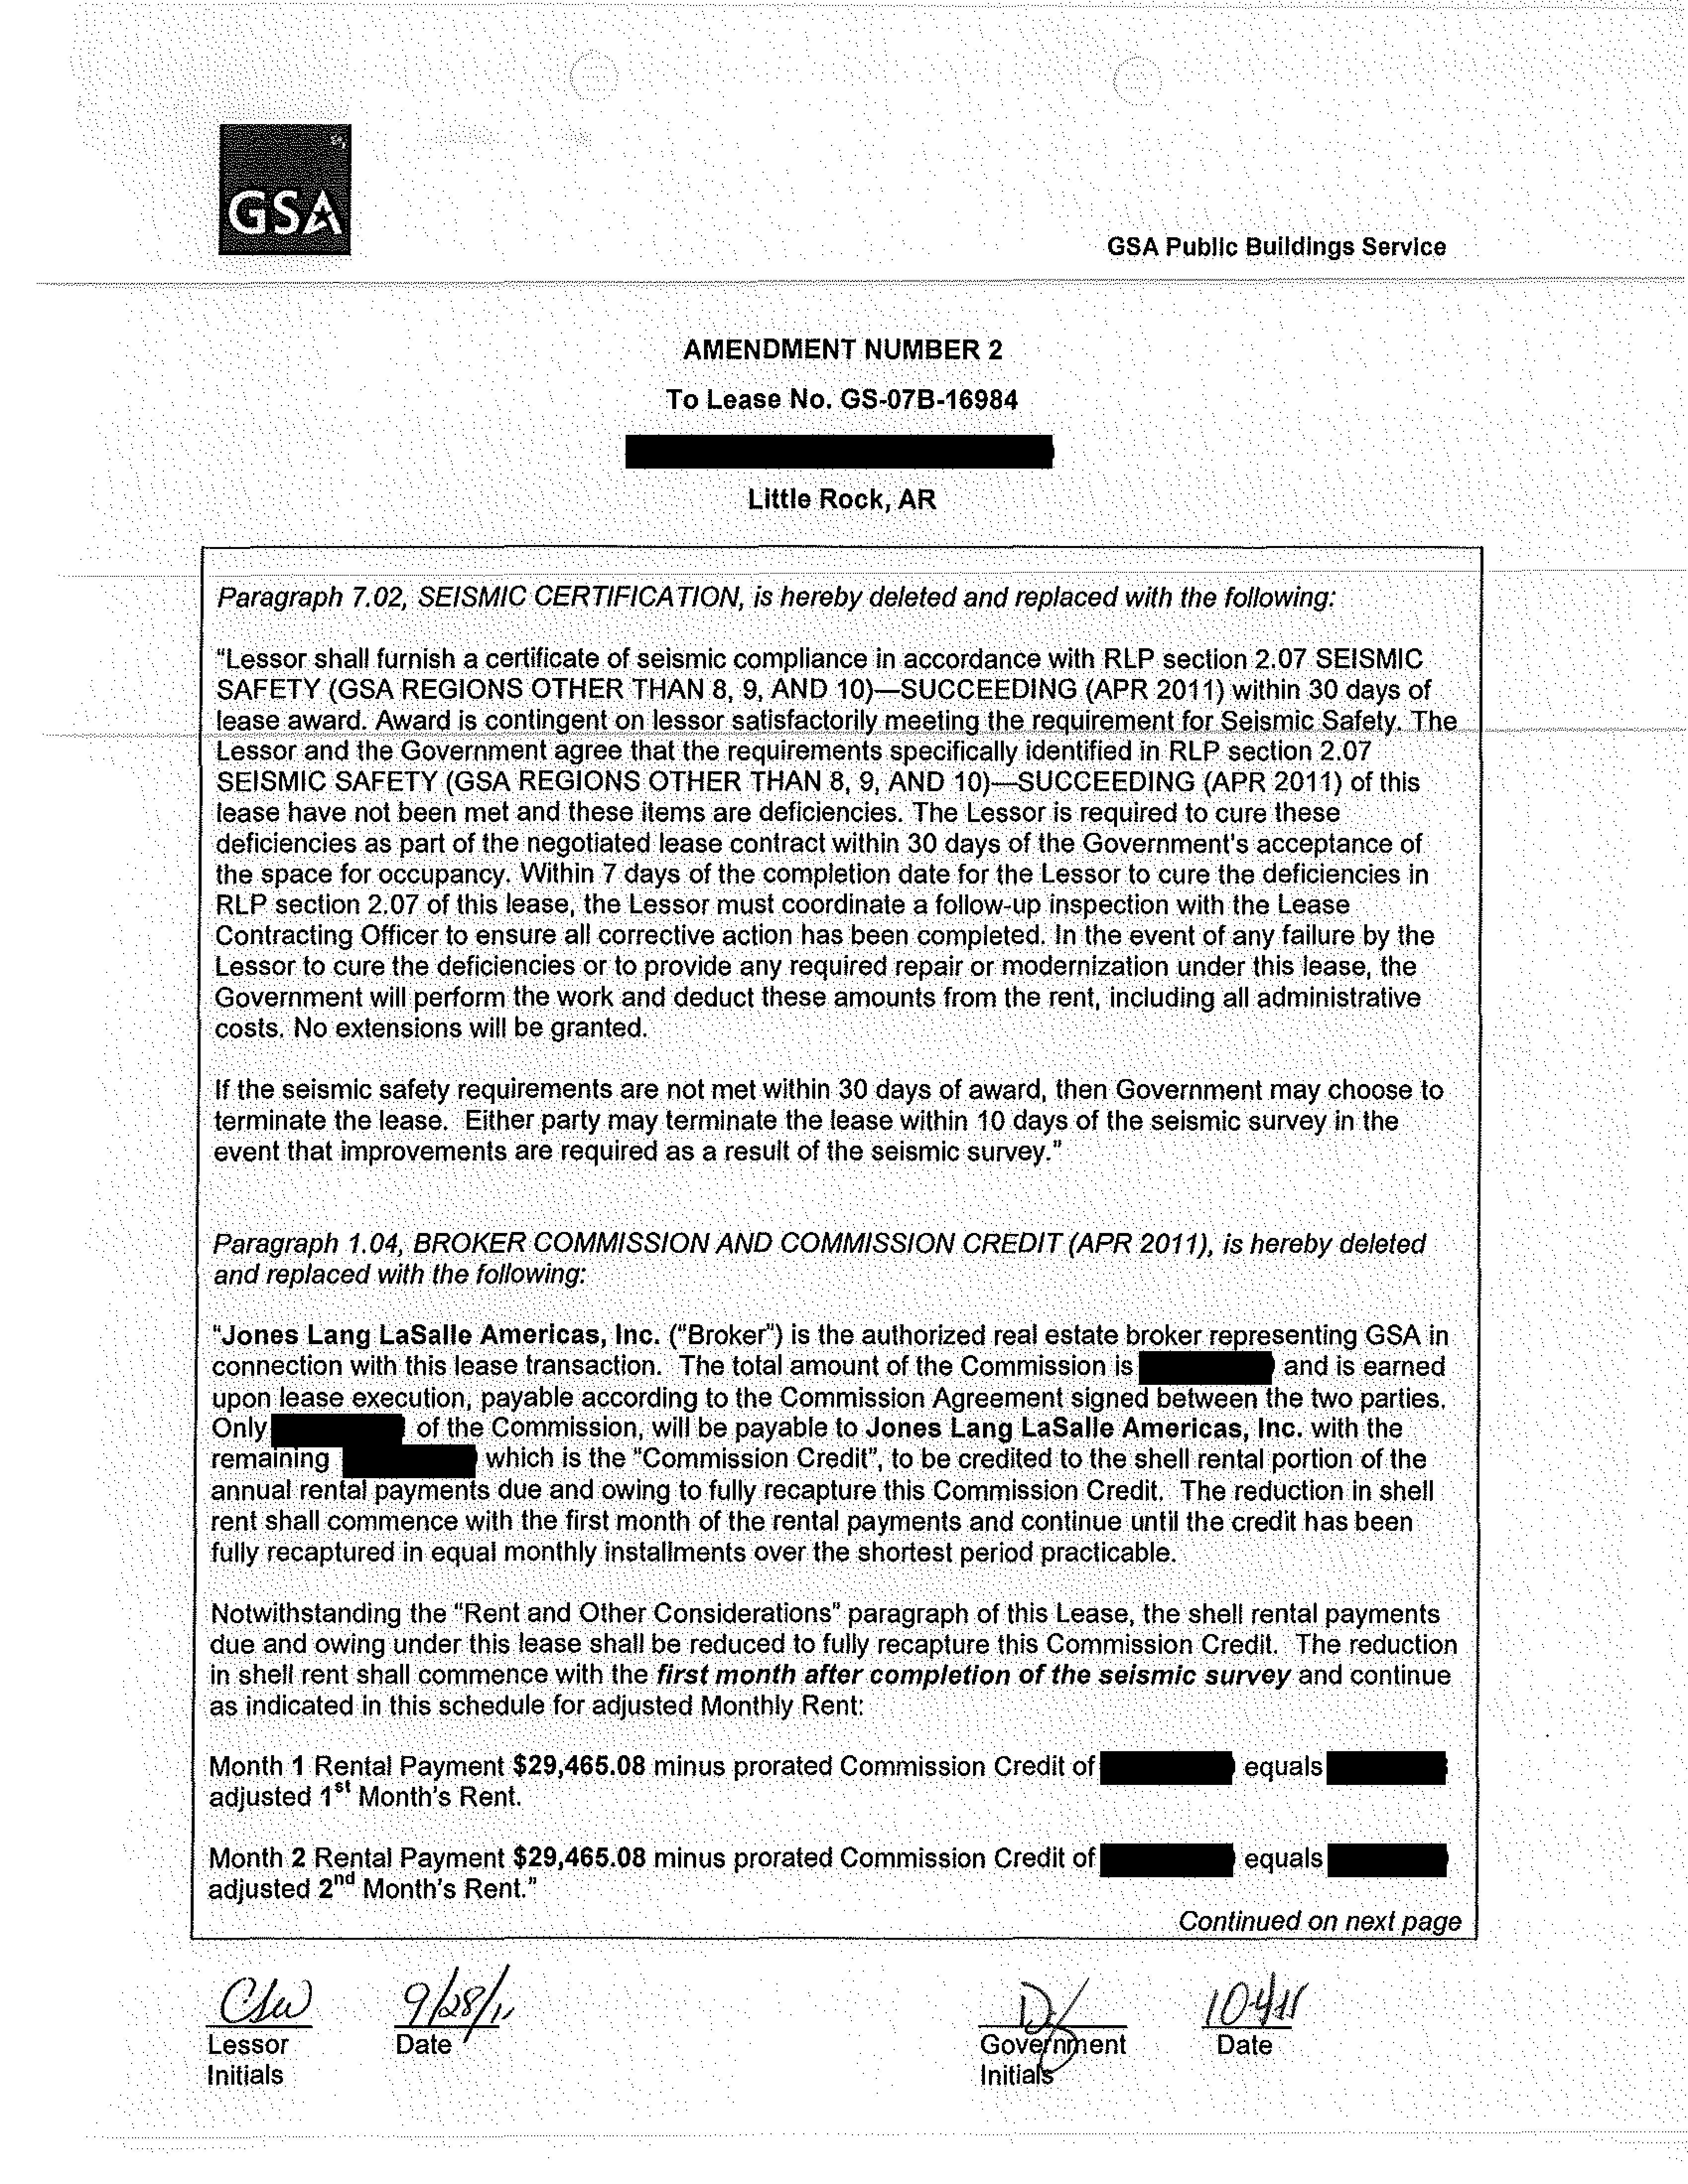 GSA
GSA Public Buildings Service
AMENDMENT NUMBER 2
To Lease No. GS-07B-16984
Little Rock, AR
Paragraph 7.02, SEISMIC CERTIFICATION, is hereby deleted and replaced with the following:
"Lessor shall furnish a certificate of seismic compliance in accordance with RLP section 2.07 SEISMIC
SAFETY (GSA REGIONS OTHER THAN 8, 9, AND 10)—SUCCEEDING (APR 2011) within 30 days of
lease award. Award is contingent on lessor satisfactorily meeting the requirement for Seismic Safety. The
Lessor and the Government agree that the requirements specifically identified in RLP section 2.07
SEISMIC SAFETY (GSA REGIONS OTHER THAN 8, 9, AND 10)—SUCCEEDING (APR 2011) of this
lease have not been met and these items are deficiencies. The Lessor is required to cure these
deficiencies as part of the negotiated lease contract within 30 days of the Government's acceptance of
the space for occupancy. Within 7 days of the completion date for the Lessor to cure the deficiencies in
RLP section 2.07 of this lease, the Lessor must coordinate a follow-up inspection with the Lease
Contracting Officer to ensure all corrective action has been completed. In the event of any failure by the
Lessor to cure the deficiencies or to provide any required repair or modernization under this lease, the
Government will perform the work and deduct these amounts from the rent, including all administrative
costs. No extensions will be granted.
If the seismic safety requirements are not met within 30 days of award, then Government may choose to
terminate the lease. Either party may terminate the lease within 10 days of the seismic survey in the
event that improvements are required as a result of the seismic survey."
Paragraph 1.04, BROKER COMMISSION AND COMMISSION CREDIT (APR 2011), is hereby deleted
and replaced with the following:
"Jones Lang LaSalle Americas, Inc. ("Broker") is the authorized real estate broker representing GSA in
connection with this lease transaction. The total amount of the Commission is and is earned
upon lease execution, payable according to the Commission Agreement signed between the two parties.
Only of the Commission, will be payable to Jones Lang LaSalle Americas, Inc. with the
remaining which is the "Commission Credit", to be credited to the shell rental portion of the
annual rental payments due and owing to fully recapture this Commission Credit. The reduction in shell
rent shall commence with the first month of the rental payments and continue until the credit has been
fully recaptured in equal monthly installments over the shortest period practicable.
Notwithstanding the "Rent and Other Considerations" paragraph of this Lease, the shell rental payments
due and owing under this lease shall be reduced to fully recapture this Commission Credit. The reduction
in shell rent shall commence with the first month after completion of the seismic survey and continue
as indicated in this schedule for adjusted Monthly Rent:
Month 1 Rental Payment $29,465.08 minus prorated Commission Credit of equals
adjusted 1st Month's Rent.
Month 2 Rental Payment $29,465.08 minus prorated Commission Credit of equals
adjusted 2nd Month's Rent."
Continued on next page
9/28/11
Lessor Date Government Date
Initials Initials